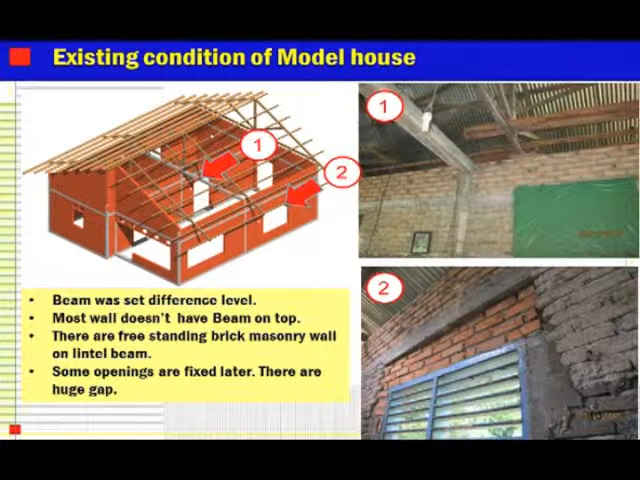 Existing condition of Model house
1
2
1
2
• Beam was set difference level.
• Most wall doesn't have Beam on top.
• There are free standing brick masonry wall
on lintel beam.
• Some openings are fixed later. There are
huge gap.